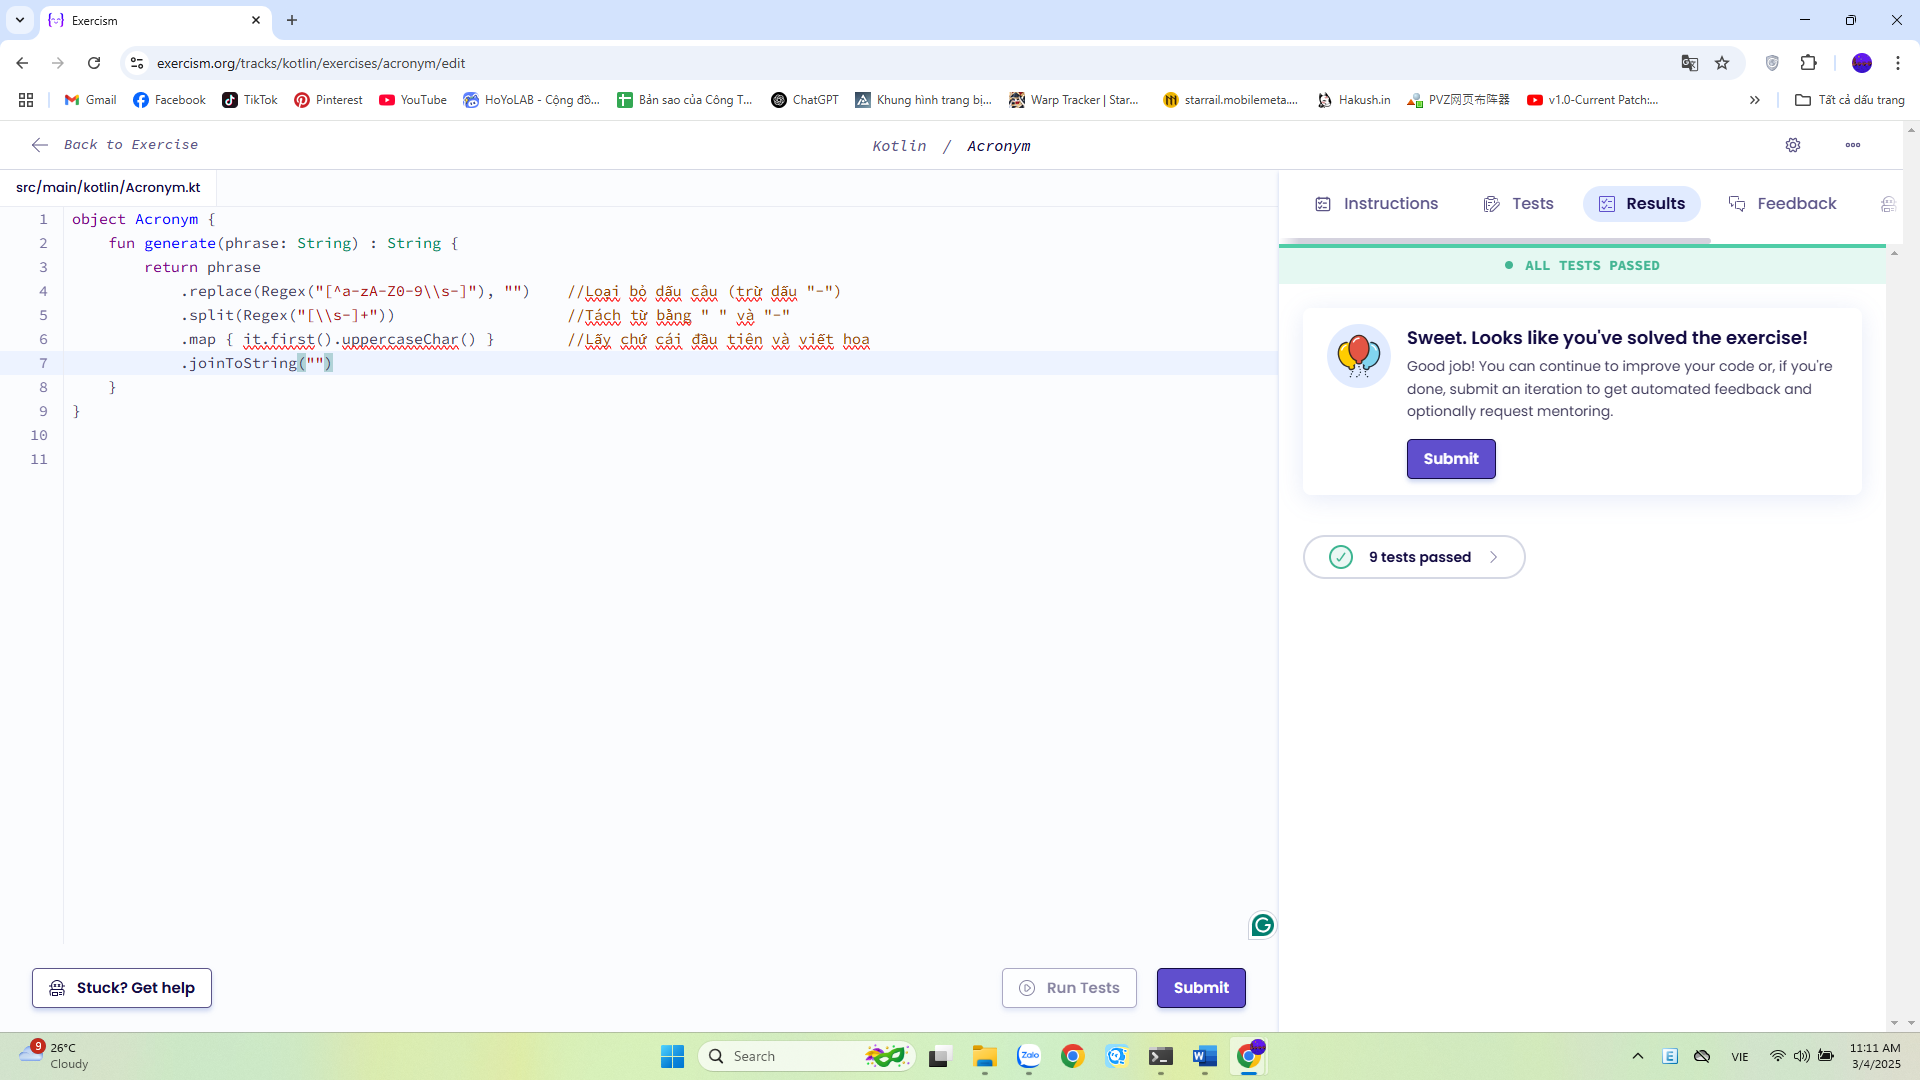 Exercism
exercism.org/tracks/kotlin/exercises/acronym/edit
Gmail
Facebook
TikTok
Pinterest
YouTube
HoYoLAB - Cộng đồ...
Bản sao của Công T...
ChatGPT
Khung hình trang bị...
Warp Tracker | Star...
starrail.mobilemeta....
Hakush.in
PVZ网页布阵器
v1.0-Current Patch:...
Tất cả dấu trang
Back to Exercise
Kotlin / Acronym
src/main/kotlin/Acronym.kt
Instructions
Tests
Results
Feedback
1 object Acronym {
2 fun generate(phrase: String) : String {
3 return phrase
4 .replace(Regex("[^a-zA-Z0-9\\s-]"), "") //Loại bỏ dấu câu (trừ dấu "-")
5 .split(Regex("[\\s-]+")) //Tách từ bằng " " và "-"
6 .map { it.first().uppercaseChar() } //Lấy chứ cái đầu tiên và viết hoa
7 .joinToString("")
8 }
9 }
10
11
ALL TESTS PASSED
Sweet. Looks like you've solved the exercise!
Good job! You can continue to improve your code or, if you're
done, submit an iteration to get automated feedback and
optionally request mentoring.
Submit
9 tests passed
Stuck? Get help
Run Tests
Submit
9
26°C
Cloudy
Search
Zalo
VIE
11:11 AM
3/4/2025